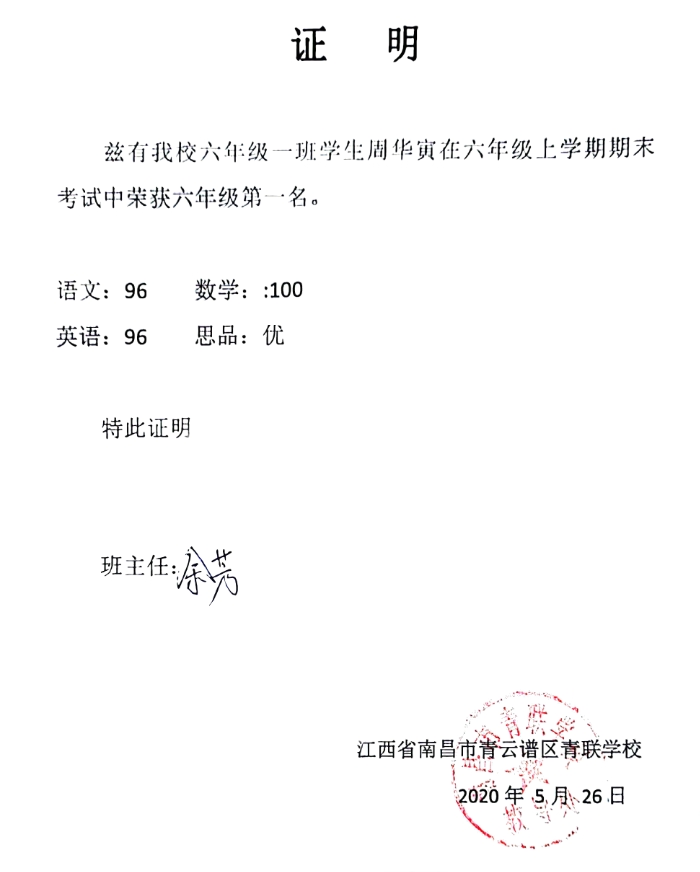 证 明
兹有我校六年级一班学生周华寅在六年级上学期期末
考试中荣获六年级第一名。
语文：96 数学：:100
英语：96 思品：优
特此证明
班主任:余芳
江西省南昌市青云谱区青联学校
2020 年 5 月 26 日